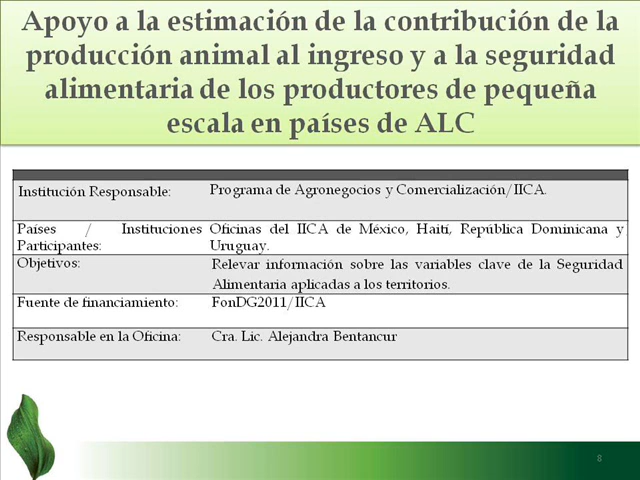 Apoyo a la estimación de la contribución de la
producción animal al ingreso y a la seguridad
alimentaria de los productores de pequeña
escala en países de ALC
Institución Responsable: Programa de Agronegocios y Comercialización/IICA.
Países / Instituciones Participantes: Oficinas del IICA de México, Haití, República Dominicana y
Uruguay.
Objetivos: Relevar información sobre las variables clave de la Seguridad
Alimentaria aplicadas a los territorios.
Fuente de financiamiento: FonDG2011/IICA
Responsable en la Oficina: Cra. Lic. Alejandra Bentancur
8